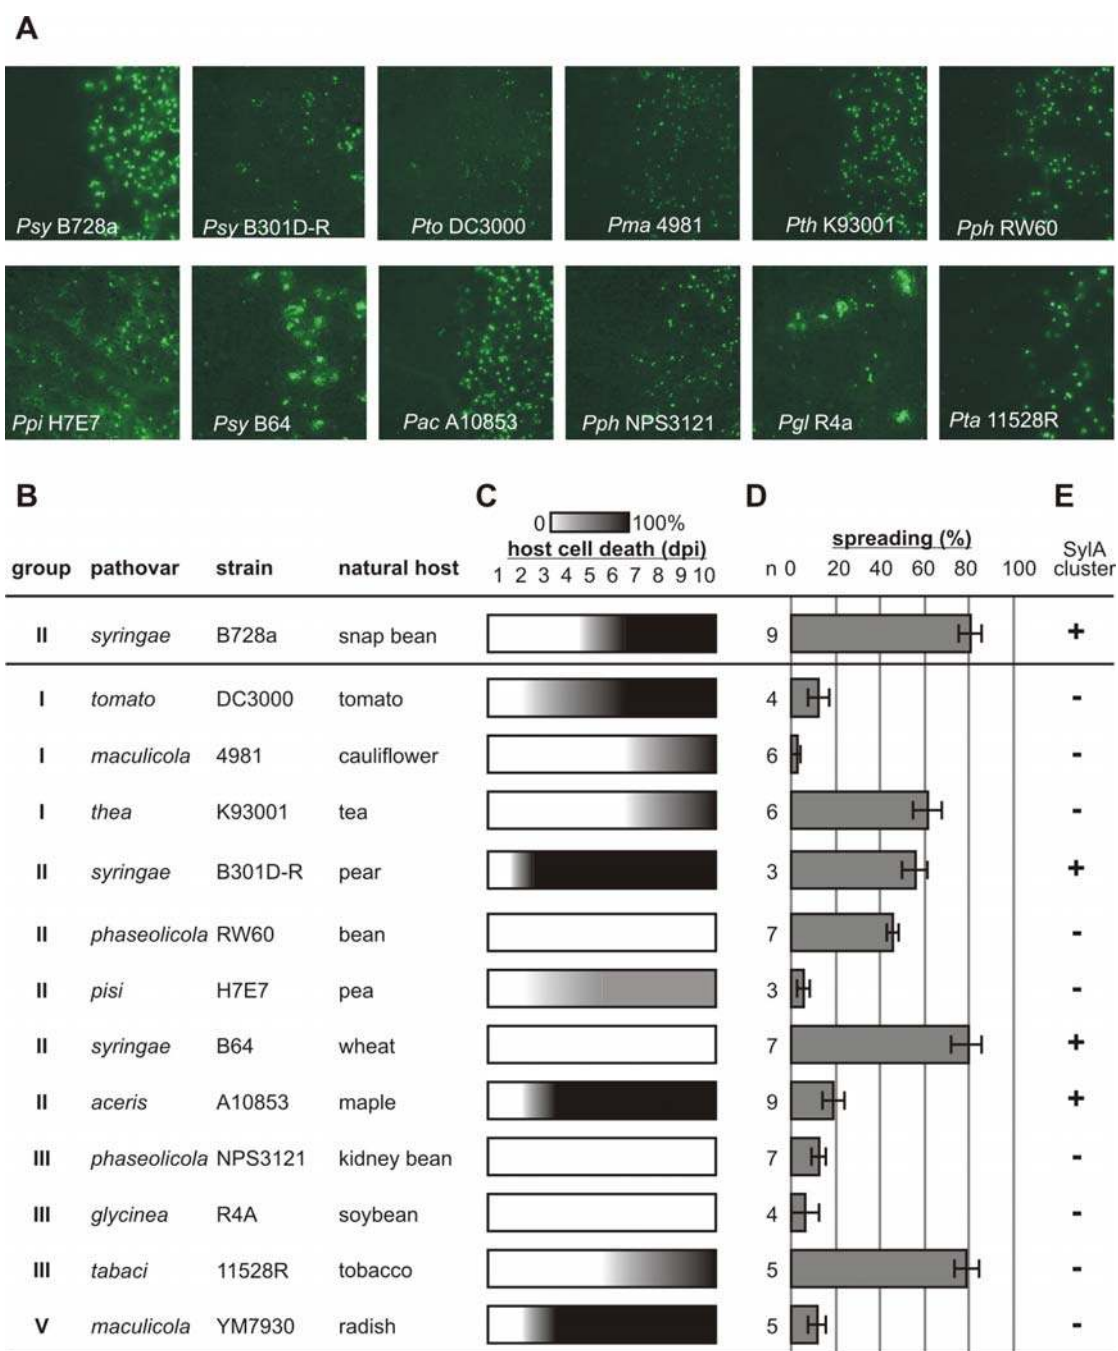 A
Psy B728a Psy B301D-R Pto DC3000 Pma 4981 Pth K93001 Pph RW60
Ppi H7E7 Psy B64 Pac A10853 Pph NPS3121 Pgl R4a Pta 11528R
B C D E
0 100%
host cell death (dpi) spreading (%) SylA
group pathovar strain natural host 1 2 3 4 5 6 7 8 9 10 n 0 20 40 60 80 100 cluster
II syringae B728a snap bean 9 +
I tomato DC3000 tomato 4 -
I maculicola 4981 cauliflower 6 -
I thea K93001 tea 6 -
II syringae B301D-R pear 3 +
II phaseolicola RW60 bean 7 -
II pisi H7E7 pea 3 -
II syringae B64 wheat 7 +
II aceris A10853 maple 9 +
III phaseolicola NPS3121 kidney bean 7 -
III glycinea R4A soybean 4 -
III tabaci 11528R tobacco 5 -
V maculicola YM7930 radish 5 -